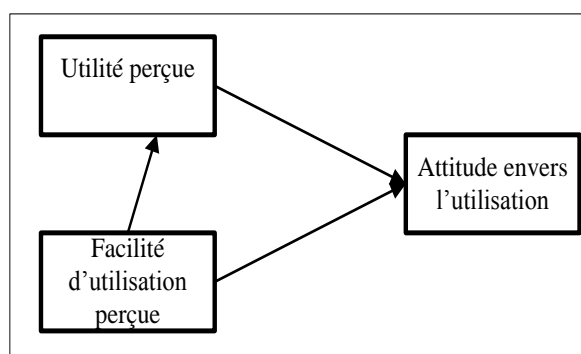 Utilité perçue
Attitude envers
l'utilisation
Facilité
d'utilisation
perçue